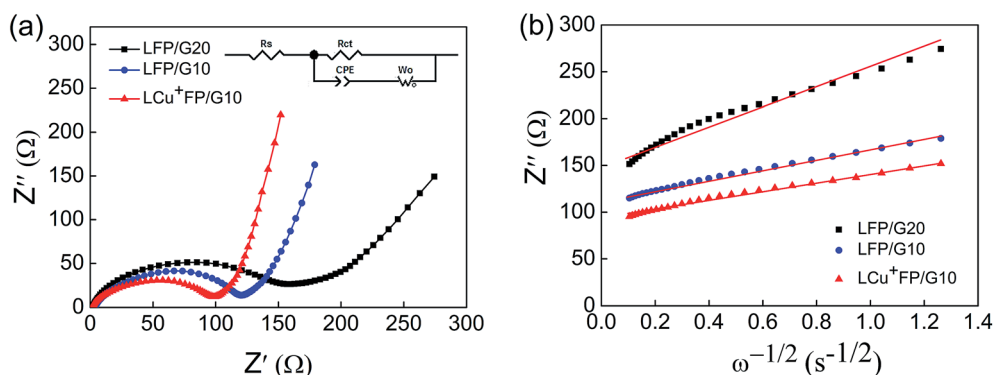 (a)
300
250
200
150
100
50
0
Z″ (Ω)
LFP/G20
LFP/G10
LCu⁺FP/G10
Rs
Rct
CPE
Wo
0 50 100 150 200 250 300
Z′ (Ω)
(b)
300
250
200
150
100
50
0
Z″ (Ω)
LFP/G20
LFP/G10
LCu⁺FP/G10
0.0 0.2 0.4 0.6 0.8 1.0 1.2 1.4
ω⁻¹/² (s⁻¹/²)